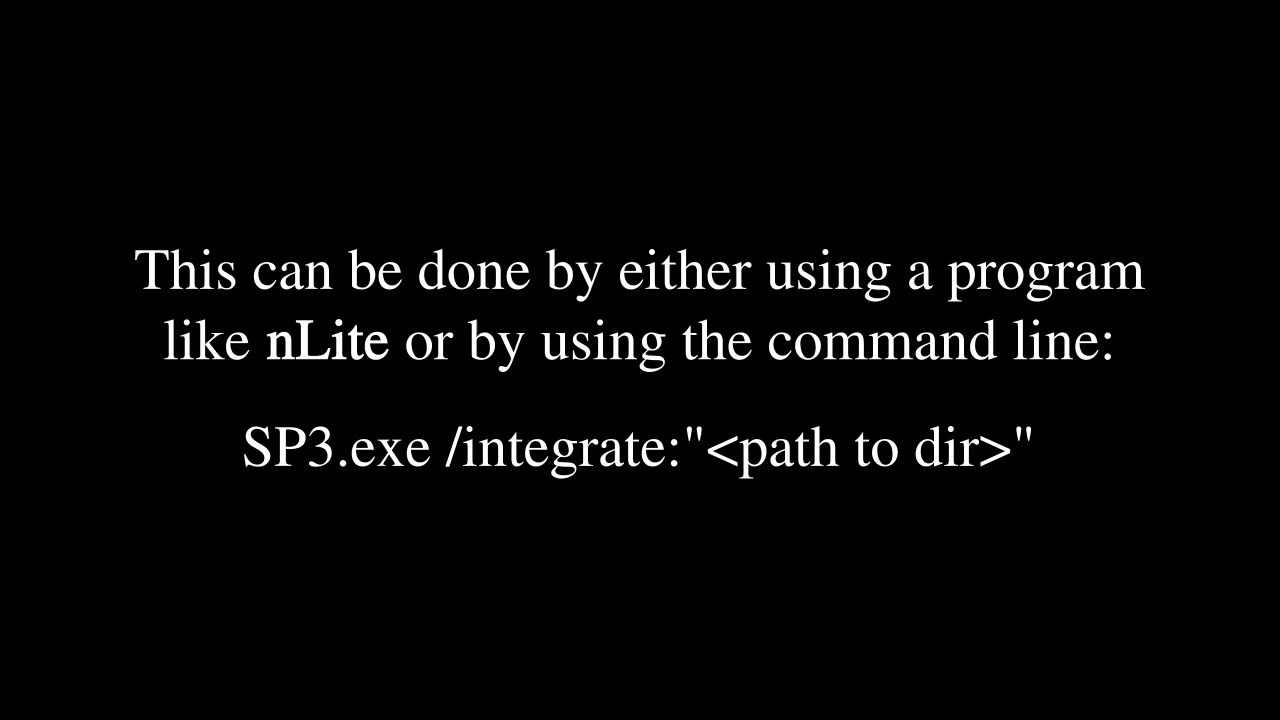 This can be done by either using a program
like nLite or by using the command line:
SP3.exe /integrate:"<path to dir>"